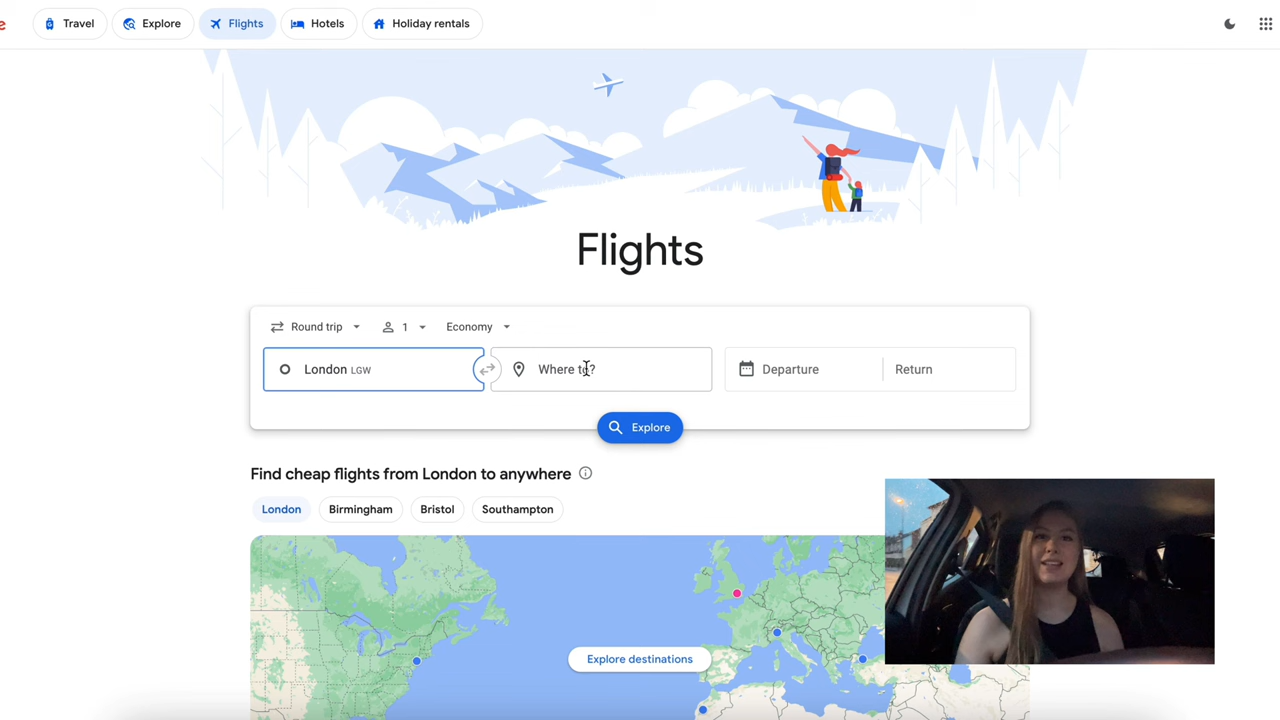 e Travel Explore Flights Hotels Holiday rentals
Flights
Round trip 1 Economy
London LGW Where to? Departure Return
Explore
Find cheap flights from London to anywhere
London Birmingham Bristol Southampton
Explore destinations